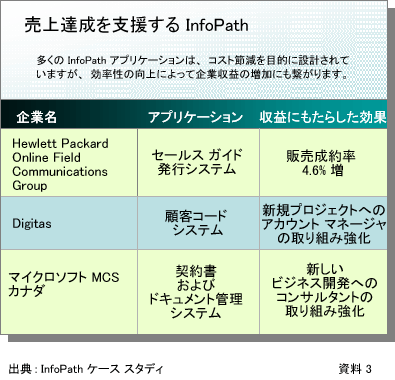 売上達成を支援する InfoPath
多くの InfoPath アプリケーションは、コスト節減を目的に設計されて
いますが、効率性の向上によって企業収益の増加にも繋がります。
企業名 アプリケーション 収益にもたらした効果
Hewlett Packard
Online Field
Communications
Group
セールス ガイド
発行システム
販売成約率
4.6% 増
Digitas
顧客コード
システム
新規プロジェクトへの
アカウント マネージャ
の取り組み強化
マイクロソフト MCS
カナダ
契約書
および
ドキュメント管理
システム
新しい
ビジネス開発への
コンサルタントの
取り組み強化
出典 : InfoPath ケース スタディ 資料 3